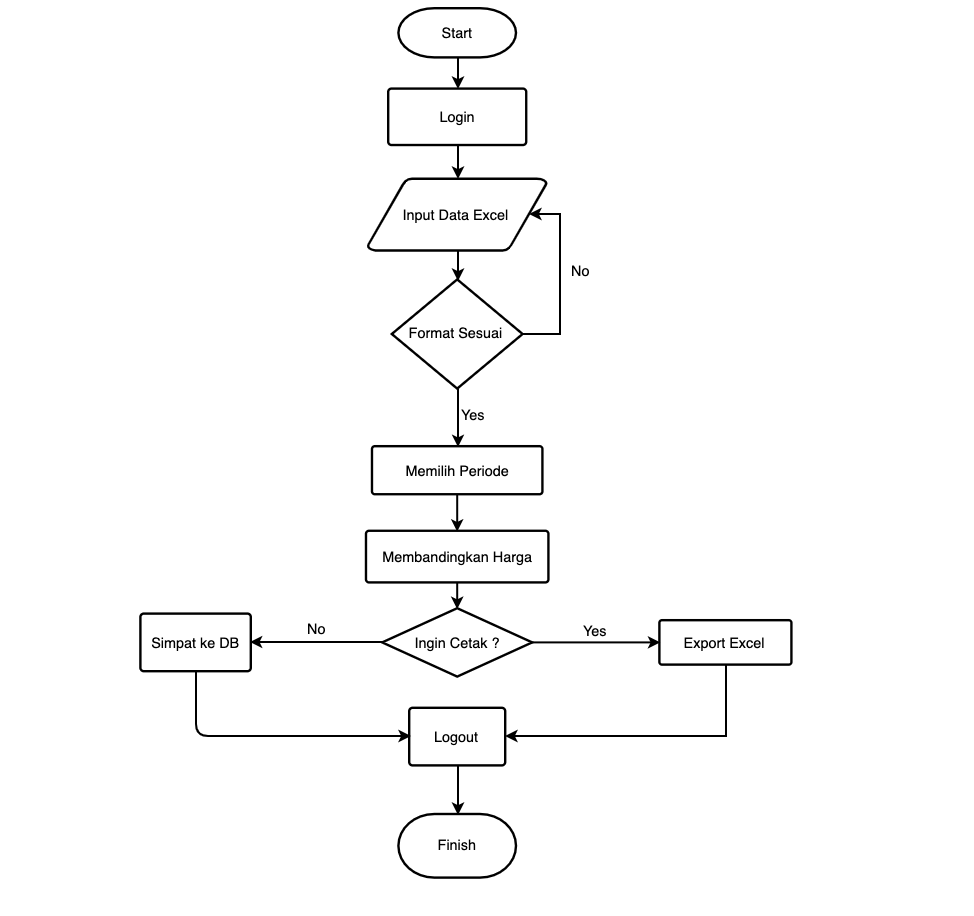 Start
Login
Input Data Excel
No
Format Sesuai
Yes
Memilih Periode
Membandingkan Harga
No
Yes
Simpat ke DB
Ingin Cetak ?
Export Excel
Logout
Finish